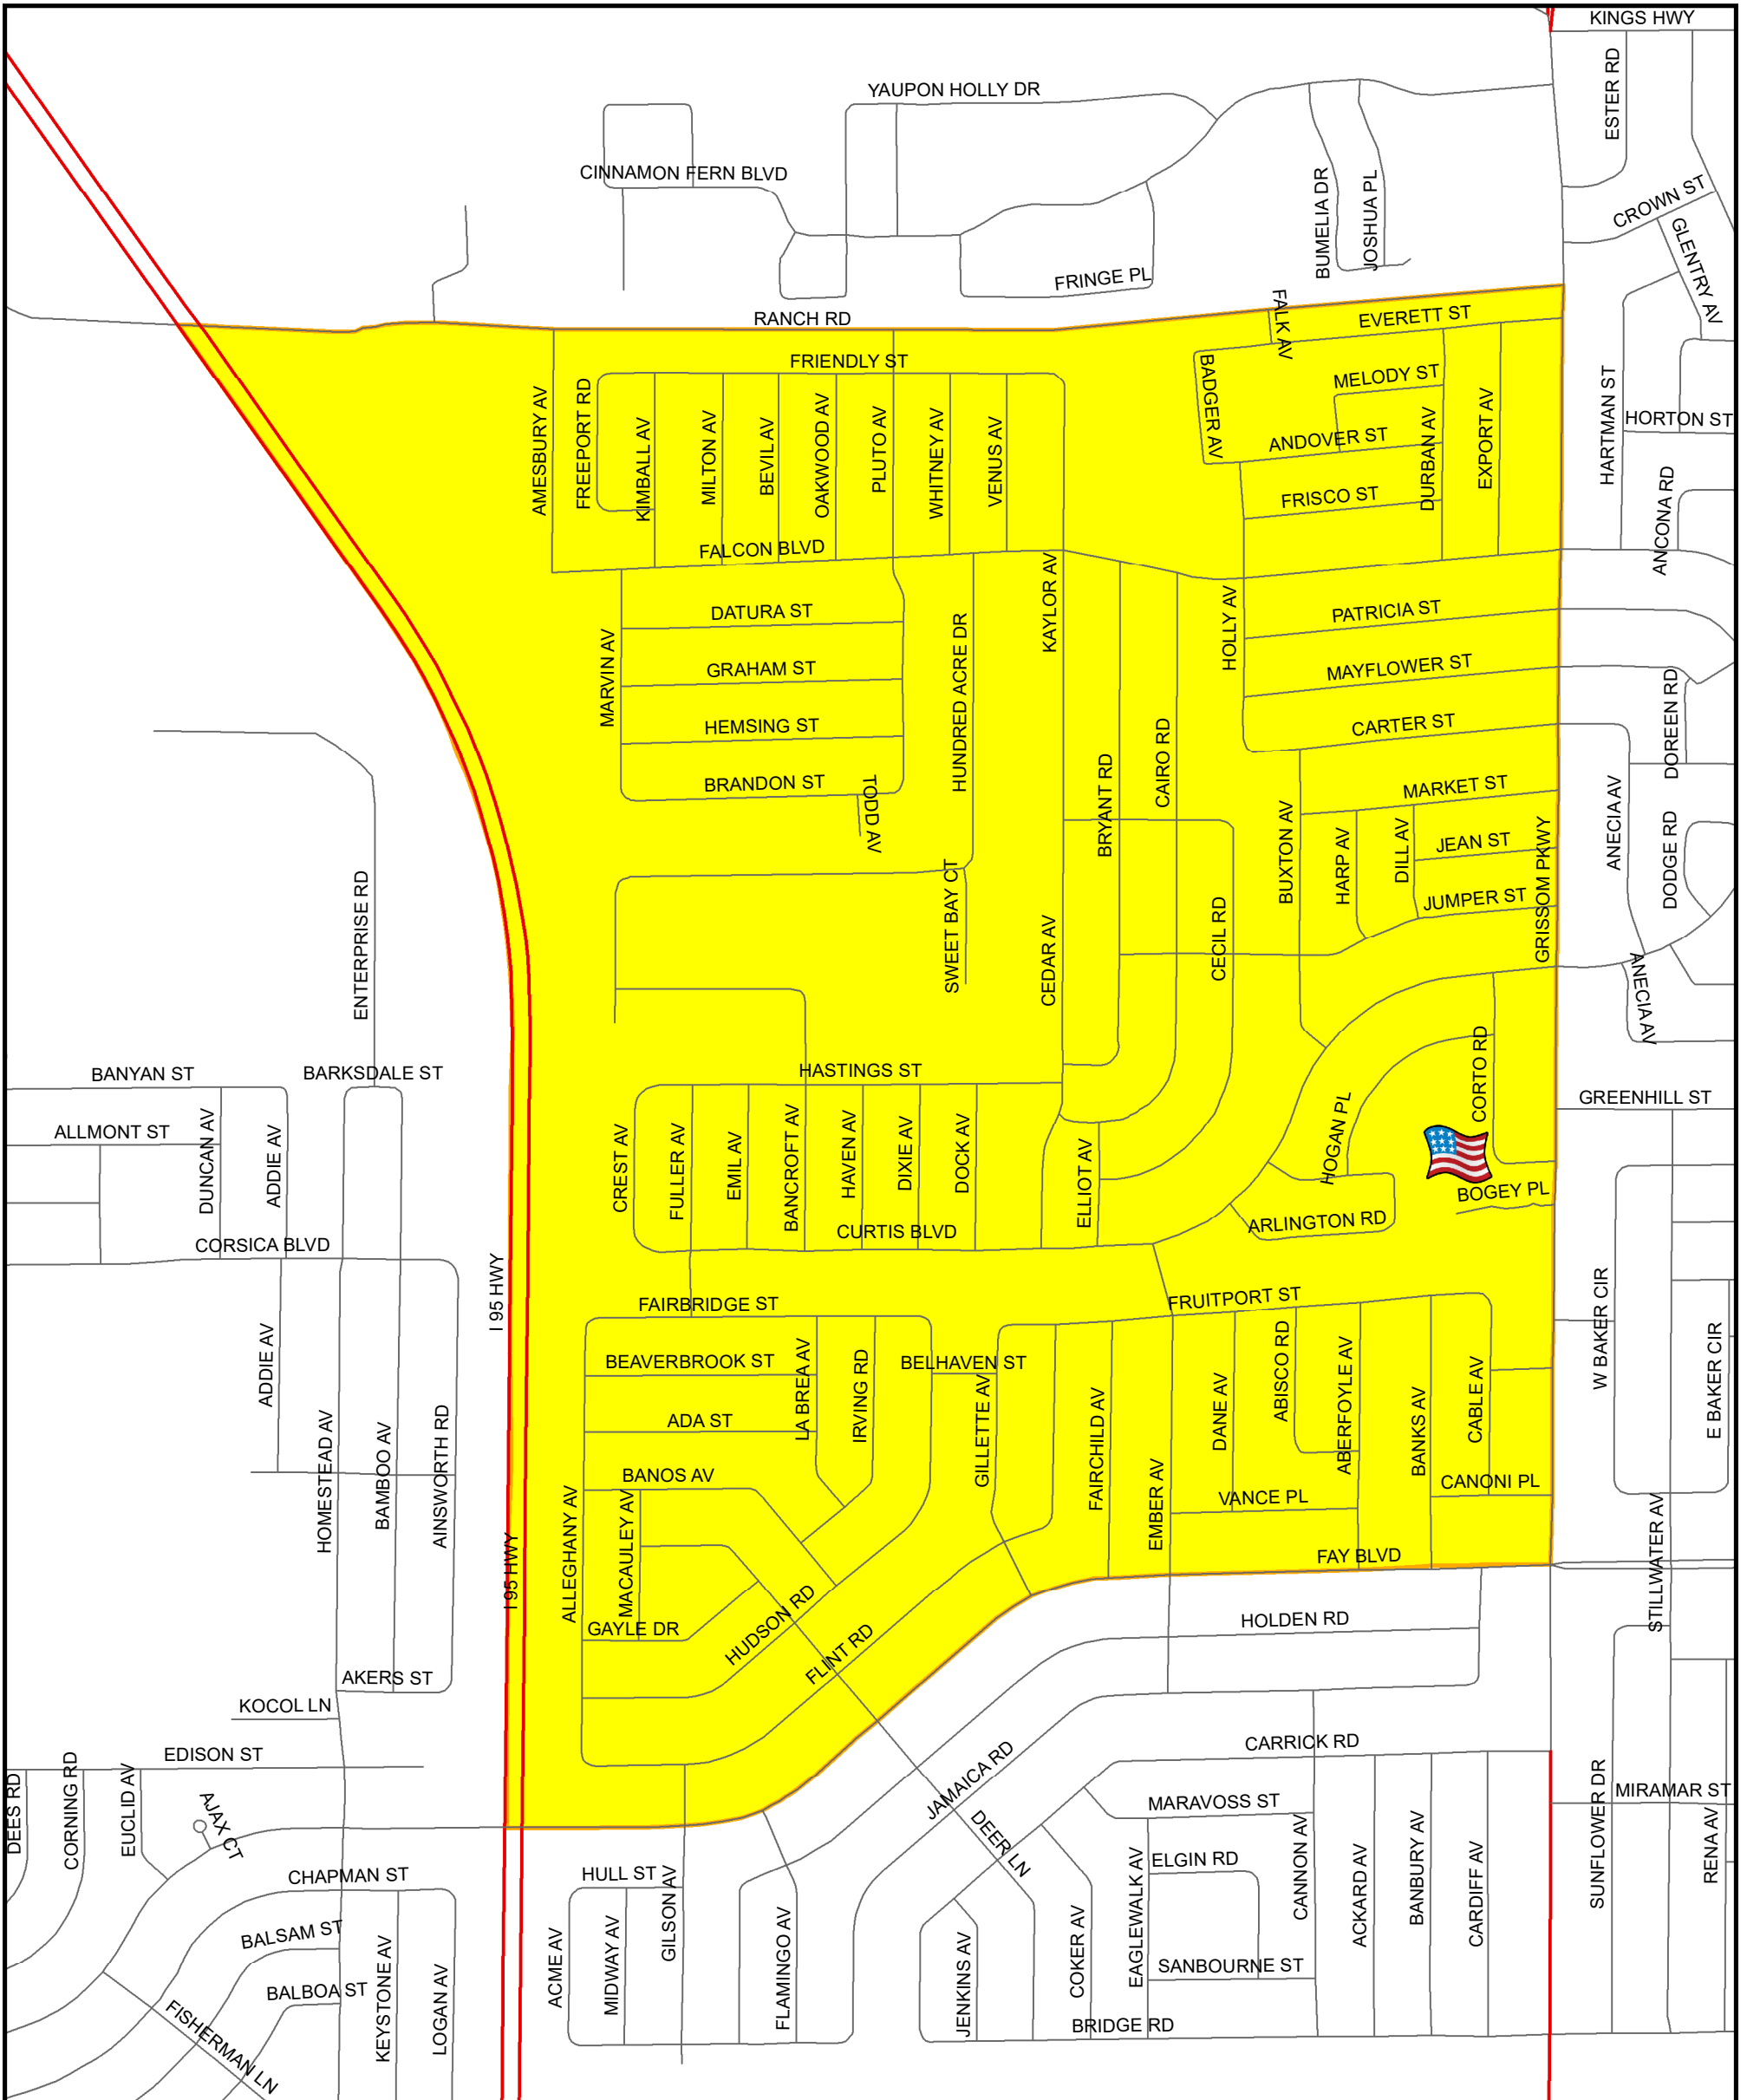 KINGS HWY
YAUPON HOLLY DR
ESTER RD
CINNAMON FERN BLVD
BUMELIA DR
JOSHUA PL
CROWN ST
GLENTRY AV
FRINGE PL
RANCH RD
FALK AV
EVERETT ST
FRIENDLY ST
BADGER AV
MELODY ST
AMESBURY AV
FREEPORT RD
KIMBALL AV
MILTON AV
BEVIL AV
OAKWOOD AV
PLUTO AV
WHITNEY AV
VENUS AV
ANDOVER ST
DURBAN AV
EXPORT AV
HARTMAN ST
HORTON ST
FRISCO ST
ANCONA RD
FALCON BLVD
KAYLOR AV
DATURA ST
HOLLY AV
PATRICIA ST
MARVIN AV
GRAHAM ST
HUNDRED ACRE DR
MAYFLOWER ST
DOREEN RD
HEMSING ST
CARTER ST
BRANDON ST
TODD AV
BRYANT RD
CAIRO RD
MARKET ST
ANECIA AV
BUXTON AV
HARP AV
DILL AV
JEAN ST
DODGE RD
ENTERPRISE RD
SWEET BAY CT
CEDAR AV
CECIL RD
JUMPER ST
GRISSOM PKWY
ANECIA AV
BANYAN ST
BARKSDALE ST
HASTINGS ST
CORTO RD
GREENHILL ST
ALLMONT ST
DUNCAN AV
ADDIE AV
CREST AV
FULLER AV
EMIL AV
BANCROFT AV
HAVEN AV
DIXIE AV
DOCK AV
ELLIOT AV
HOGAN PL
BOGEY PL
ARLINGTON RD
CURTIS BLVD
CORSICA BLVD
I 95 HWY
FAIRBRIDGE ST
FRUITPORT ST
W BAKER CIR
E BAKER CIR
ADDIE AV
BEAVERBROOK ST
LA BREA AV
IRVING RD
BELHAVEN ST
GILLETTE AV
FAIRCHILD AV
DANE AV
ABISCO RD
ABERFOYLE AV
BANKS AV
CABLE AV
ADA ST
HOMESTEAD AV
BAMBOO AV
AINSWORTH RD
BANOS AV
EMBER AV
VANCE PL
CANONI PL
I 95 HWY
ALLEGHANY AV
MACAULEY AV
FAY BLVD
STILLWATER AV
GAYLE DR
HUDSON RD
FLINT RD
HOLDEN RD
AKERS ST
KOCOL LN
EDISON ST
CARRICK RD
DEES RD
CORNING RD
EUCLID AV
AJAX CT
JAMAICA RD
DEER LN
MARAVOSS ST
MIRAMAR ST
SUNFLOWER DR
RENA AV
CHAPMAN ST
HULL ST
GILSON AV
ELGIN RD
EAGLEWALK AV
CANNON AV
ACKARD AV
BANBURY AV
CARDIFF AV
BALSAM ST
KEYSTONE AV
LOGAN AV
ACME AV
MIDWAY AV
FLAMINGO AV
JENKINS AV
COKER AV
SANBOURNE ST
BALBOA ST
FISHERMAN LN
BRIDGE RD